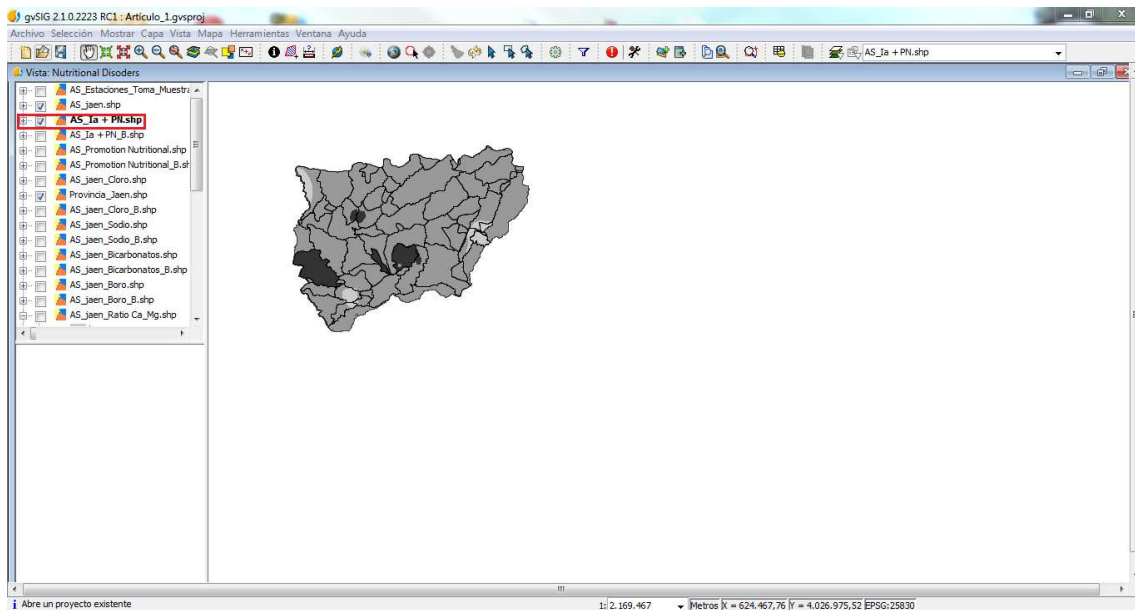 gvSIG 2.1.0.2223 RC1 : Artículo_1.gvsproj
Archivo Selección Mostrar Capa Vista Mapa Herramientas Ventana Ayuda
AS_Ia + PN.shp
Vista: Nutritional Disoders
AS_Estaciones_Toma_Muestra
AS_jaen.shp
AS_Ia + PN.shp
AS_Ia + PN_B.shp
AS_Promotion Nutritional.shp
AS_Promotion Nutritional_B.sh
AS_jaen_Cloro.shp
Provincia_Jaen.shp
AS_jaen_Cloro_B.shp
AS_jaen_Sodio.shp
AS_jaen_Sodio_B.shp
AS_jaen_Bicarbonatos.shp
AS_jaen_Bicarbonatos_B.shp
AS_jaen_Boro.shp
AS_jaen_Boro_B.shp
AS_jaen_Ratio Ca_Mg.shp
Abre un proyecto existente 1: 2.169.467 Metros X = 624.467,76 Y = 4.026.975,52 EPSG:25830